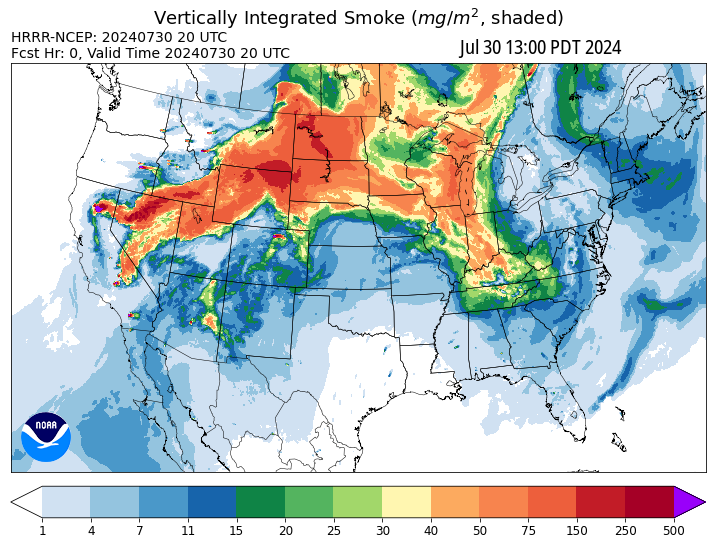 Vertically Integrated Smoke (mg/m², shaded)
HRRR-NCEP: 20240730 20 UTC
Fcst Hr: 0, Valid Time 20240730 20 UTC
Jul 30 13:00 PDT 2024
NOAA
1 4 7 11 15 20 25 30 40 50 75 150 250 500